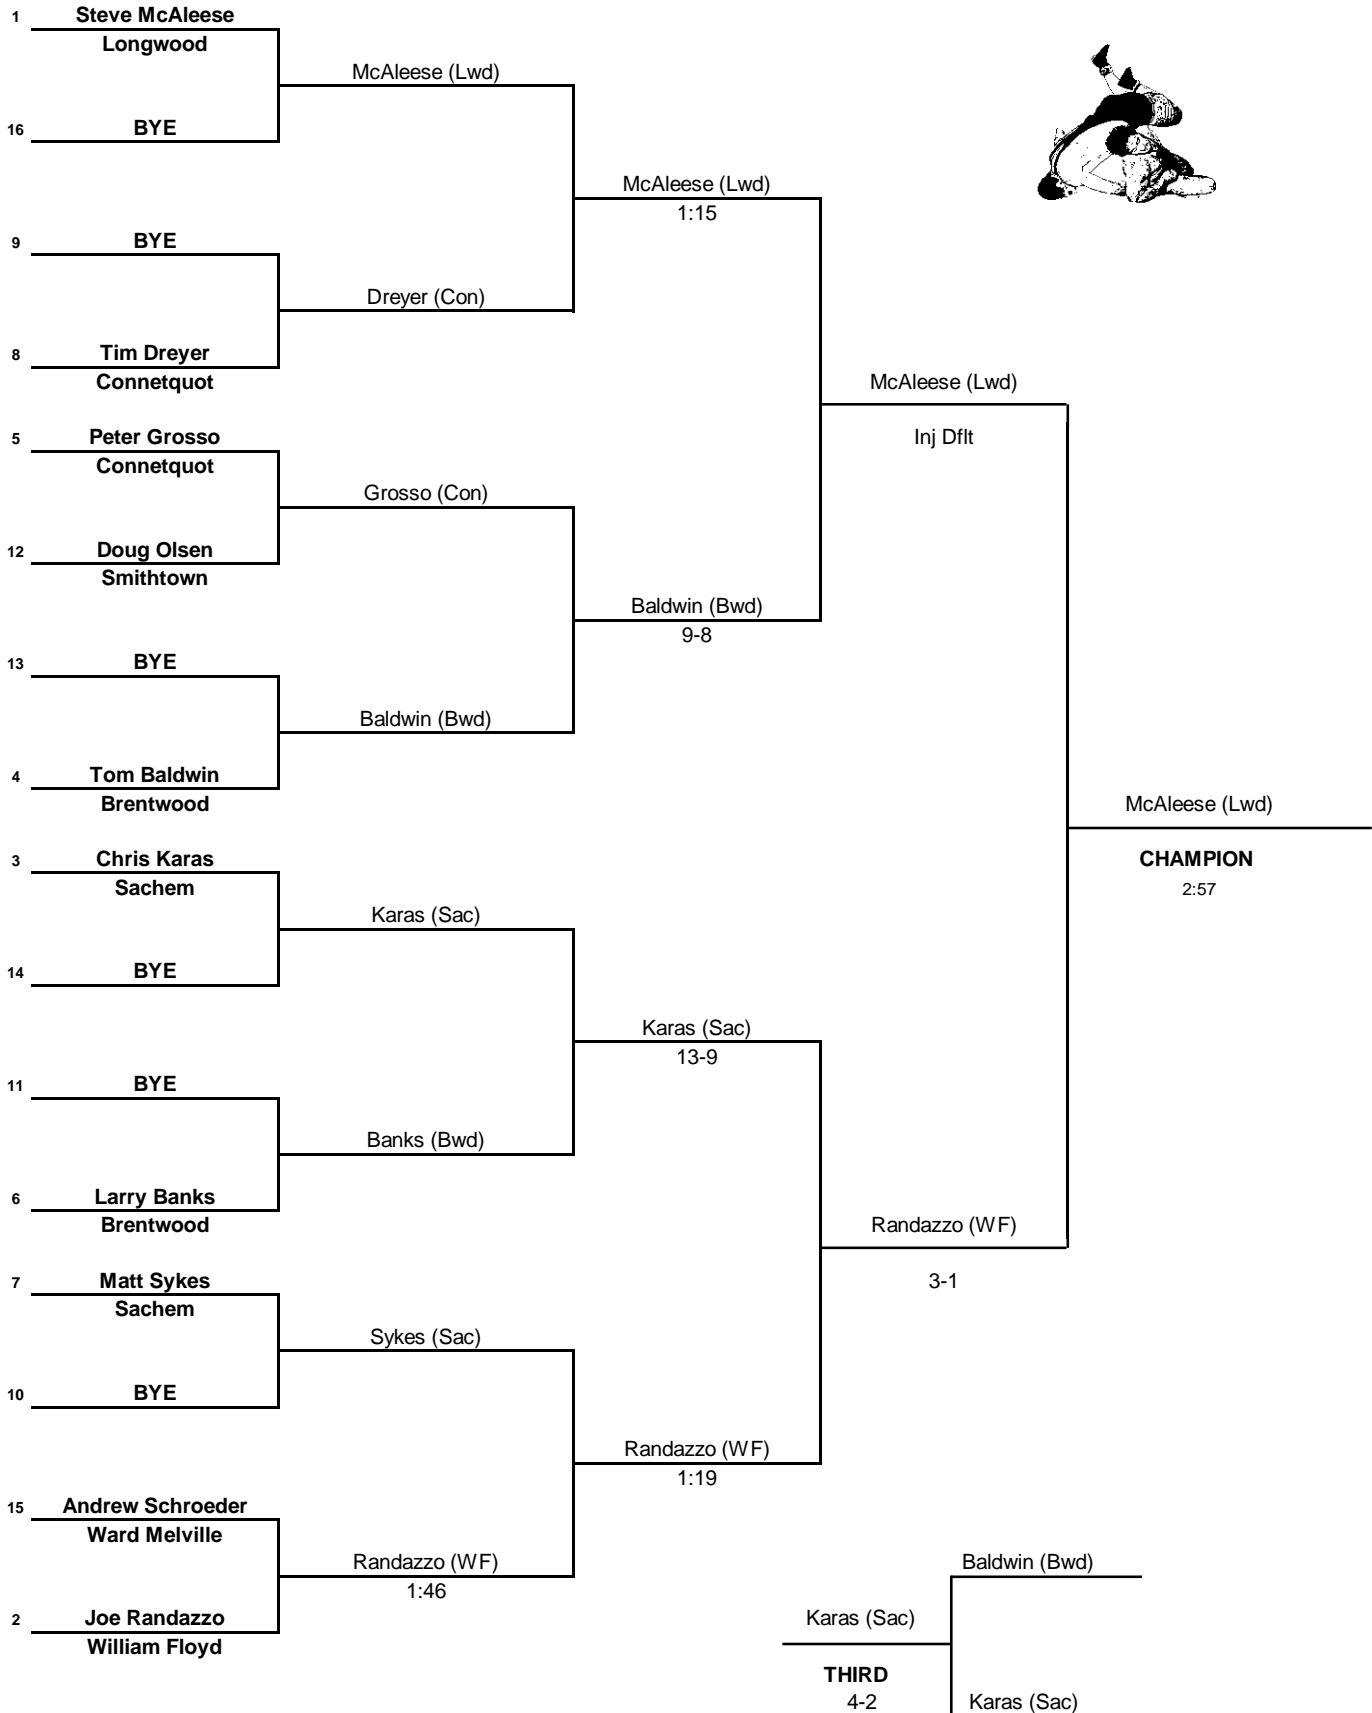 1 Steve McAleese
Longwood
McAleese (Lwd)
16 BYE
McAleese (Lwd)
1:15
9 BYE
Dreyer (Con)
8 Tim Dreyer
Connetquot
McAleese (Lwd)
Inj Dflt
5 Peter Grosso
Connetquot
Grosso (Con)
12 Doug Olsen
Smithtown
Baldwin (Bwd)
9-8
13 BYE
Baldwin (Bwd)
4 Tom Baldwin
Brentwood
McAleese (Lwd)
CHAMPION
2:57
3 Chris Karas
Sachem
Karas (Sac)
14 BYE
Karas (Sac)
13-9
11 BYE
Banks (Bwd)
6 Larry Banks
Brentwood
Randazzo (WF)
3-1
7 Matt Sykes
Sachem
Sykes (Sac)
10 BYE
Randazzo (WF)
1:19
15 Andrew Schroeder
Ward Melville
Randazzo (WF)
1:46
2 Joe Randazzo
William Floyd
Baldwin (Bwd)
Karas (Sac)
THIRD
4-2
Karas (Sac)